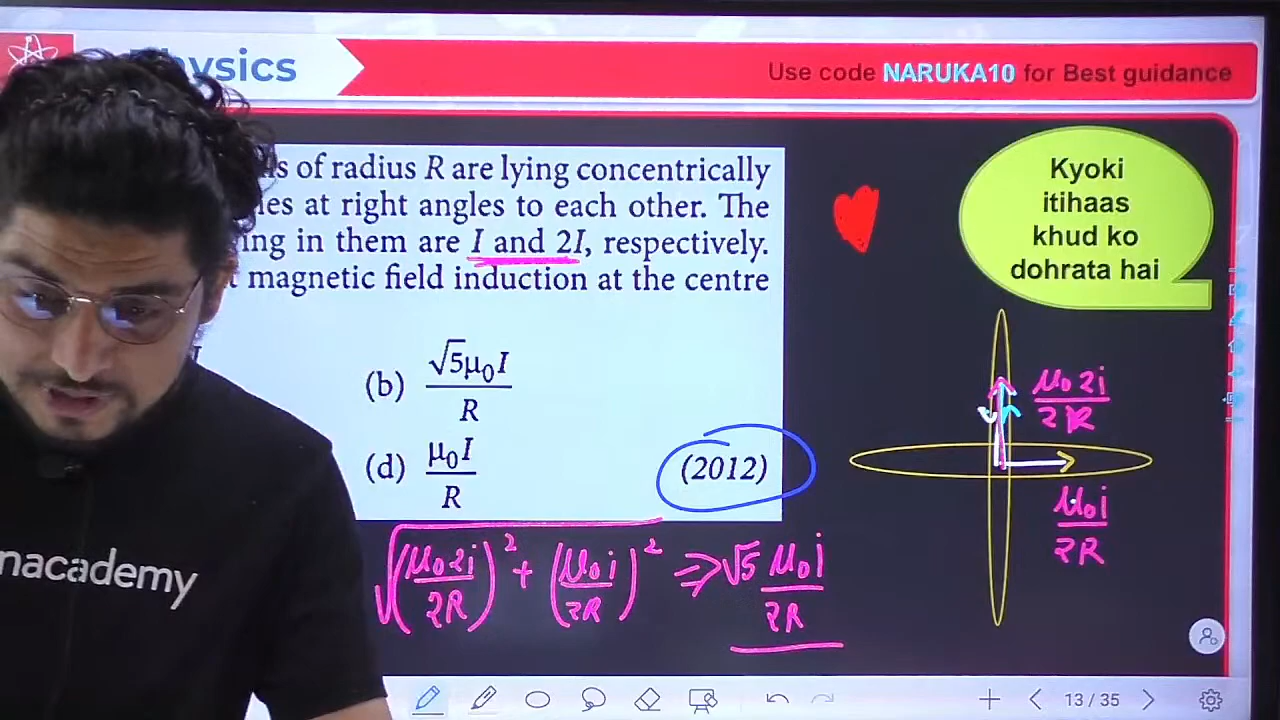 Physics
Use code NARUKA10 for Best guidance
of radius R are lying concentrically
at right angles to each other. The
in them are I and 2I, respectively.
magnetic field induction at the centre
(b) √5μ₀I / R
(d) μ₀I / R
(2012)
√((μ₀2i / 2R)² + (μ₀i / 2R)²) ⇒ √5 μ₀i / 2R
Kyoki
itihaas
khud ko
dohrata hai
μ₀2i / 2R
μ₀i / 2R
nacademy
13 / 35